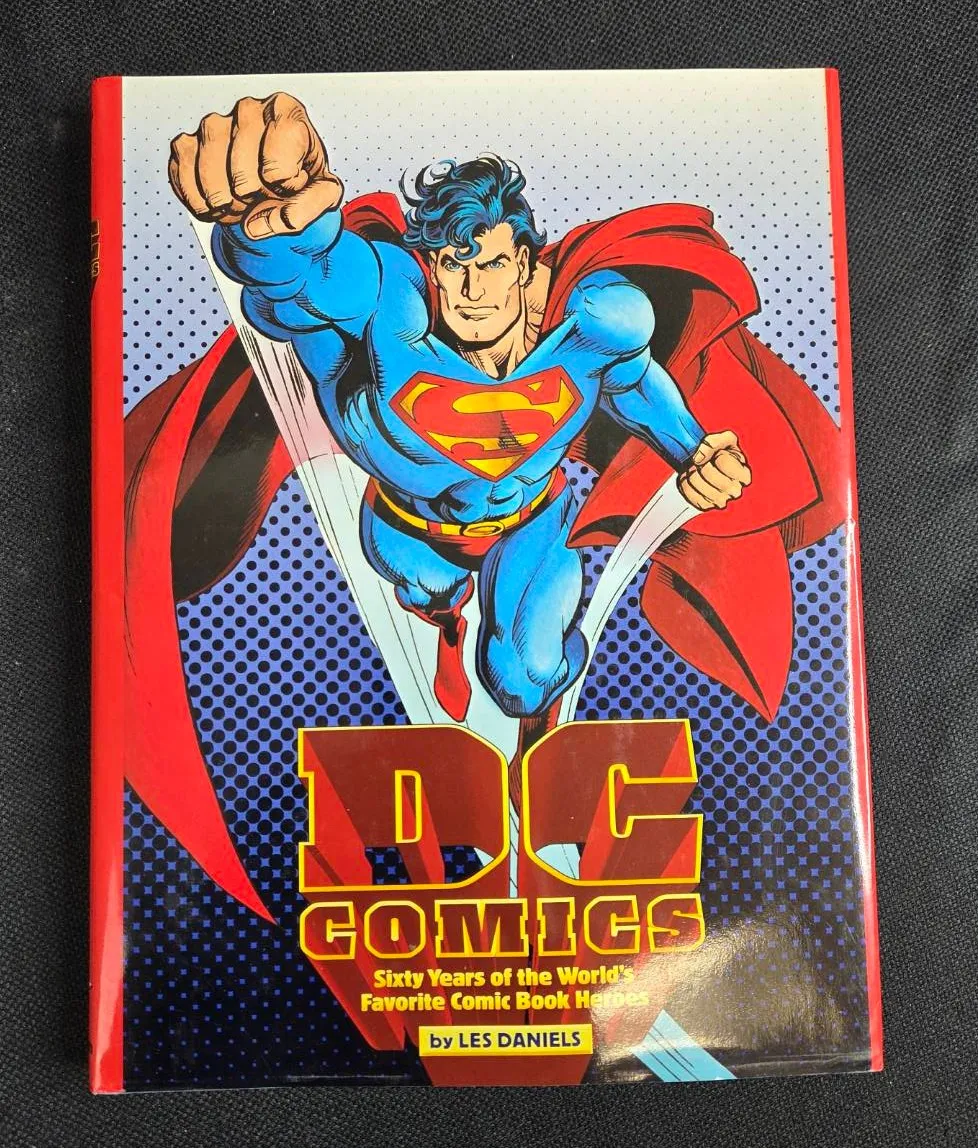 S
DC
COMICS
Sixty Years of the World's
Favorite Comic Book Heroes
by LES DANIELS